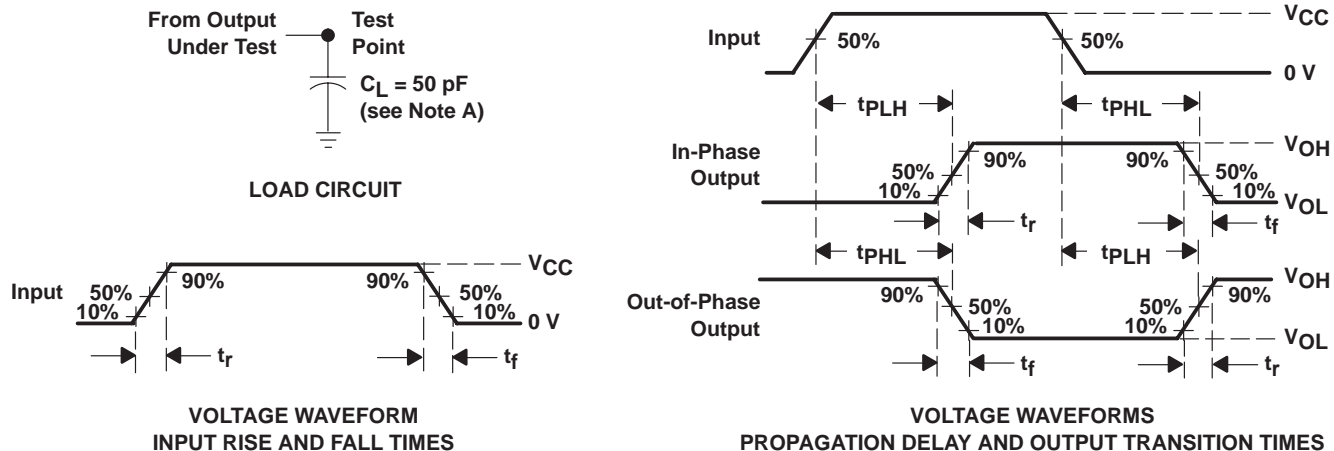 From Output
Under Test
Test
Point
CL = 50 pF
(see Note A)
LOAD CIRCUIT
Input
50%
10%
90%
90%
50%
10%
VCC
0 V
tr
tf
VOLTAGE WAVEFORM
INPUT RISE AND FALL TIMES
Input
50%
50%
VCC
0 V
tPLH
tPHL
In-Phase
Output
50%
10%
90%
90%
50%
10%
VOH
VOL
tr
tf
tPHL
tPLH
Out-of-Phase
Output
90%
50%
10%
50%
10%
90%
VOH
VOL
tf
tr
VOLTAGE WAVEFORMS
PROPAGATION DELAY AND OUTPUT TRANSITION TIMES